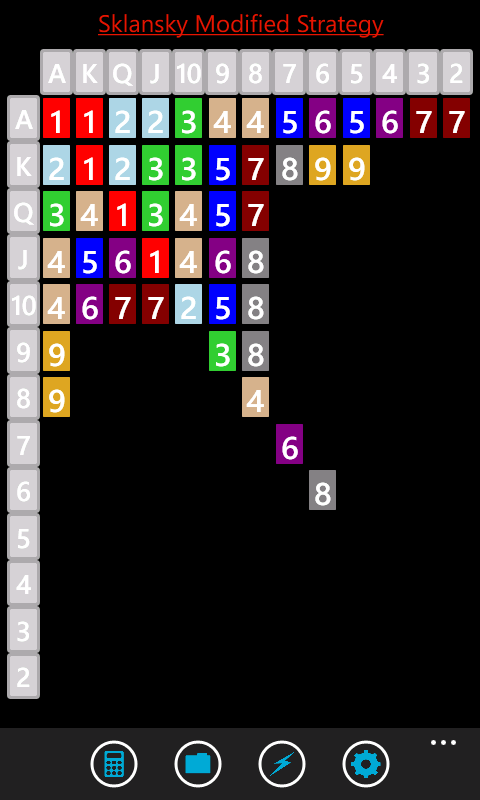 Sklansky Modified Strategy
A K Q J 10 9 8 7 6 5 4 3 2
A 1 1 2 2 3 4 4 5 6 5 6 7 7
K 2 1 2 3 3 5 7 8 9 9
Q 3 4 1 3 4 5 7
J 4 5 6 1 4 6 8
10 4 6 7 7 2 5 8
9 9 3 8
8 9 4
7 6
6 8
5
4
3
2